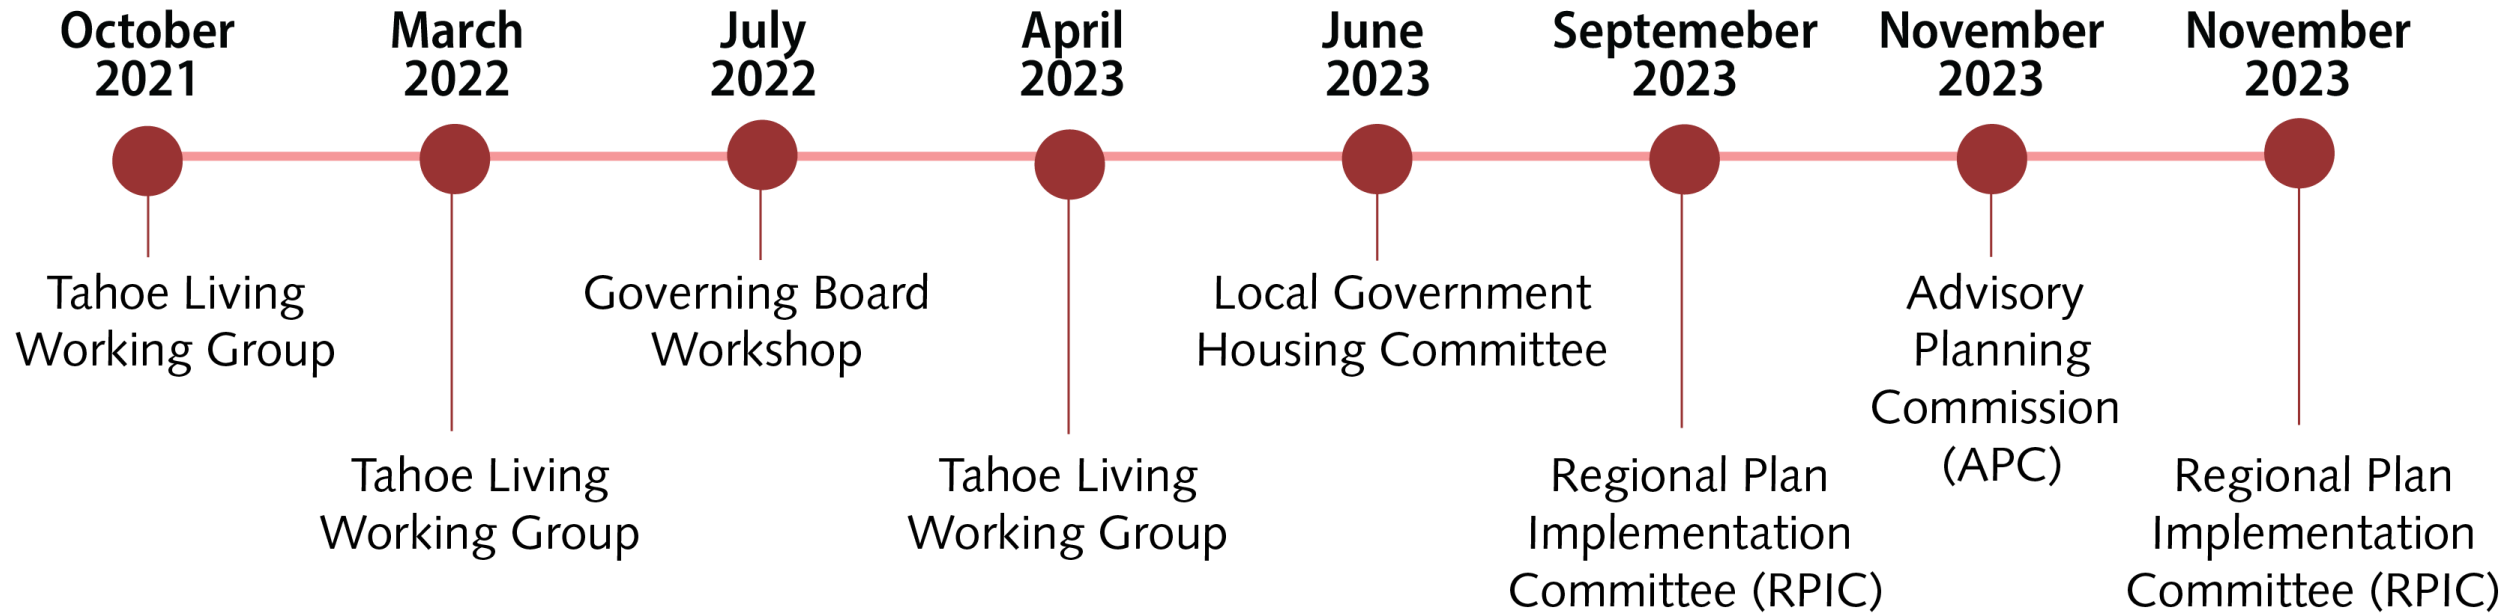 October
2021
March
2022
July
2022
April
2023
June
2023
Septemeber
2023
November
2023
November
2023
Tahoe Living
Working Group
Tahoe Living
Working Group
Governing Board
Workshop
Tahoe Living
Working Group
Local Government
Housing Committee
Regional Plan
Implementation
Committee (RPIC)
Advisory
Planning
Commission
(APC)
Regional Plan
Implementation
Committee (RPIC)